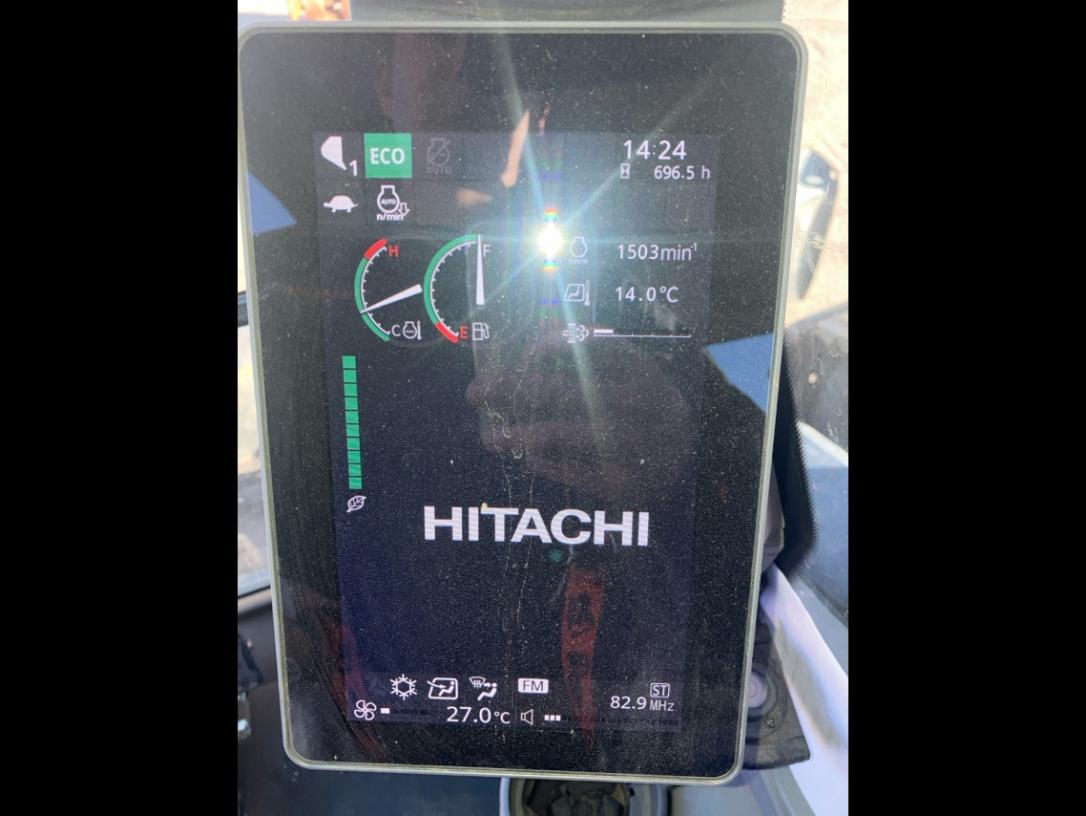 1 ECO AUTO 14:24
696.5 h
AUTO
n/min
H F 1503min⁻¹
14.0°C
C E
HITACHI
FM ST
27.0°C 82.9 MHz